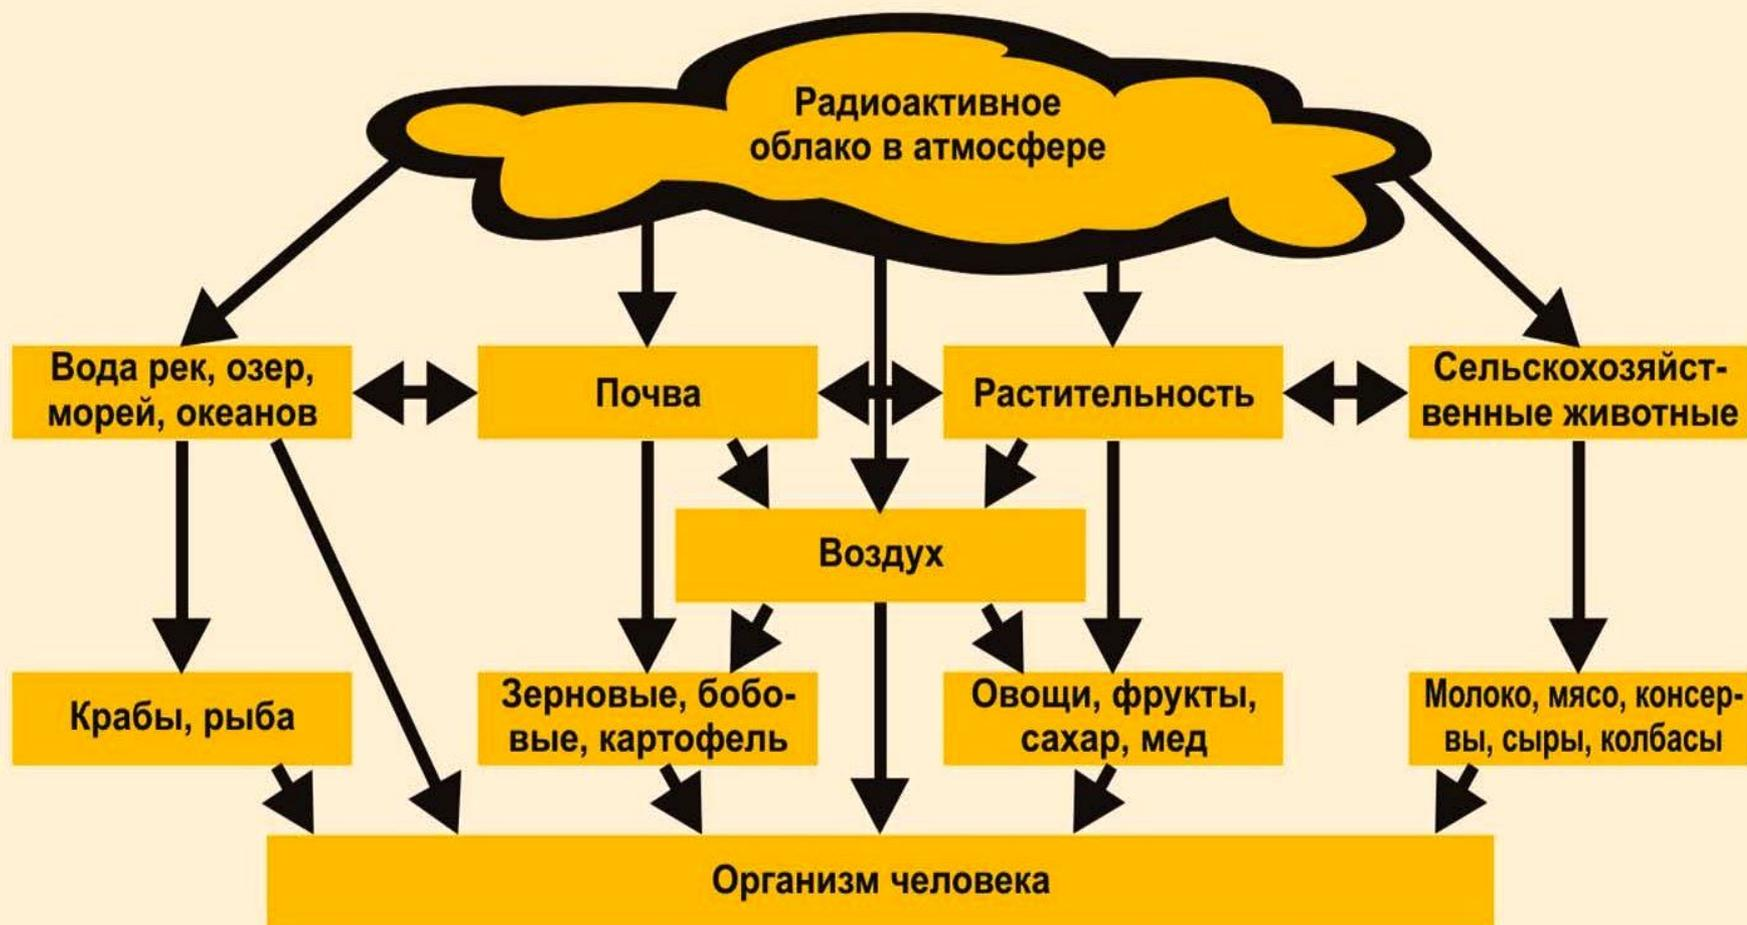 Радиоактивное
облако в атмосфере
Вода рек, озер,
морей, океанов
Почва
Растительность
Сельскохозяйст-
венные животные
Воздух
Крабы, рыба
Зерновые, бобо-
вые, картофель
Овощи, фрукты,
сахар, мед
Молоко, мясо, консер-
вы, сыры, колбасы
Организм человека